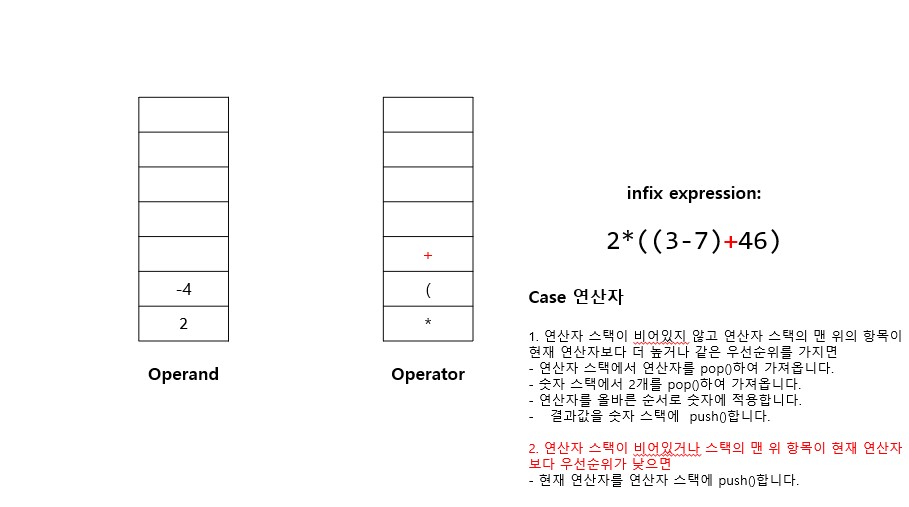 +
-4
(
2
*
Operand
Operator
infix expression:
2*((3-7)+46)
Case 연산자
1. 연산자 스택이 비어있지 않고 연산자 스택의 맨 위의 항목이
현재 연산자보다 더 높거나 같은 우선순위를 가지면
- 연산자 스택에서 연산자를 pop()하여 가져옵니다.
- 숫자 스택에서 2개를 pop()하여 가져옵니다.
- 연산자를 올바른 순서로 숫자에 적용합니다.
- 결과값을 숫자 스택에 push()합니다.
2. 연산자 스택이 비어있거나 스택의 맨 위 항목이 현재 연산자
보다 우선순위가 낮으면
- 현재 연산자를 연산자 스택에 push()합니다.